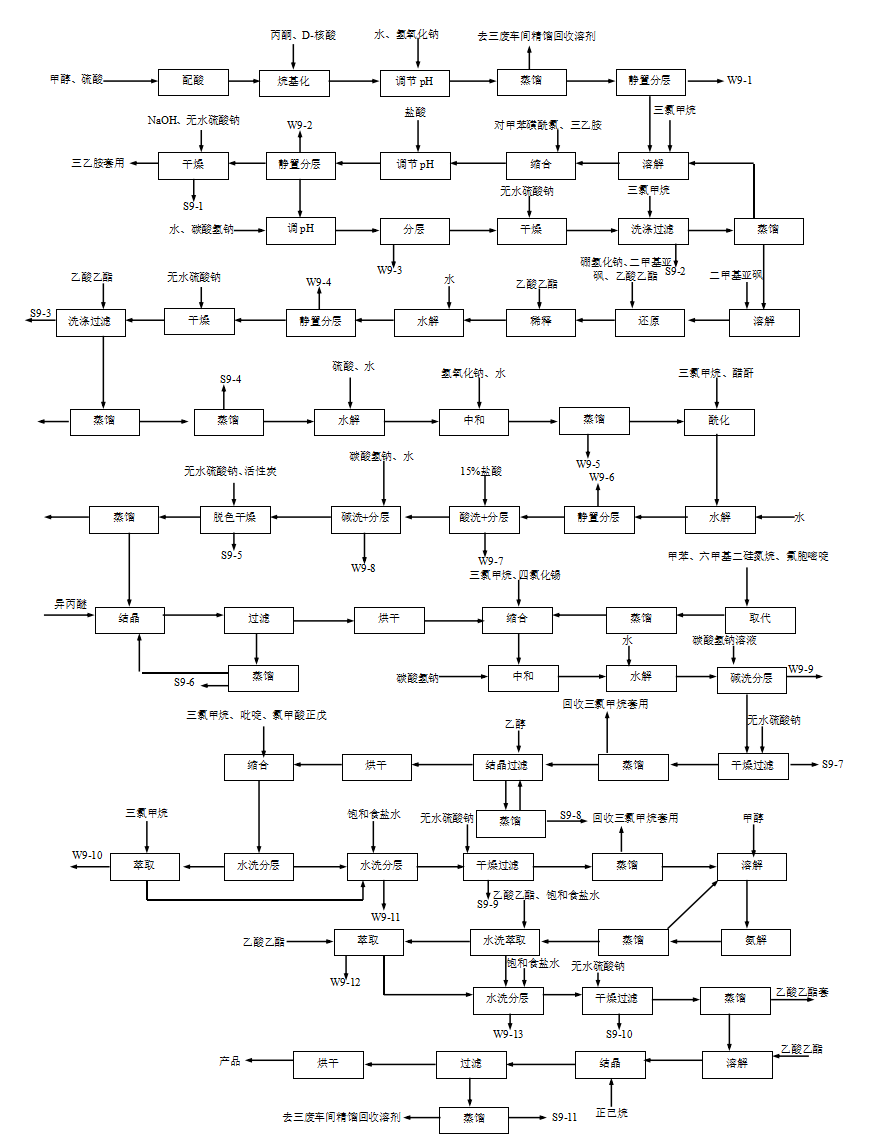 丙酮、D-核酸
水、氢氧化钠
去三废车间精馏回收溶剂
甲醇、硫酸
配酸
烷基化
调节 pH
蒸馏
静置分层
W9-1
NaOH、无水硫酸钠
W9-2
盐酸
对甲苯磺酰氯、三乙胺
三氯甲烷
三乙胺套用
干燥
静置分层
调节 pH
缩合
溶解
S9-1
无水硫酸钠
三氯甲烷
水、碳酸氢钠
调 pH
分层
干燥
洗涤过滤
蒸馏
W9-3
硼氢化钠、二甲基亚
砜、乙酸乙酯
S9-2
二甲基亚砜
乙酸乙酯
无水硫酸钠
W9-4
水
乙酸乙酯
S9-3
洗涤过滤
干燥
静置分层
水解
稀释
还原
溶解
S9-4
硫酸、水
氢氧化钠、水
三氯甲烷、醋酐
蒸馏
蒸馏
水解
中和
蒸馏
酰化
W9-5
无水硫酸钠、活性炭
碳酸氢钠、水
15%盐酸
W9-6
蒸馏
脱色干燥
碱洗+分层
酸洗+分层
静置分层
水解
水
S9-5
W9-8
W9-7
甲苯、六甲基二硅氮烷、氟胞嘧啶
三氯甲烷、四氯化锡
异丙醚
结晶
过滤
烘干
缩合
蒸馏
取代
水
碳酸氢钠溶液
S9-6
蒸馏
碳酸氢钠
中和
水解
碱洗分层
W9-9
回收三氯甲烷套用
三氯甲烷、吡啶、氯甲酸正戊
乙醇
无水硫酸钠
缩合
烘干
结晶过滤
蒸馏
干燥过滤
S9-7
三氯甲烷
饱和食盐水
无水硫酸钠
蒸馏
S9-8
回收三氯甲烷套用
甲醇
W9-10
萃取
水洗分层
水洗分层
干燥过滤
蒸馏
溶解
W9-11
S9-9
乙酸乙酯、饱和食盐水
乙酸乙酯
萃取
水洗萃取
蒸馏
氨解
W9-12
饱和食盐水
无水硫酸钠
水洗分层
干燥过滤
蒸馏
乙酸乙酯套
W9-13
S9-10
产品
烘干
过滤
结晶
溶解
乙酸乙酯
去三废车间精馏回收溶剂
蒸馏
S9-11
正己烷